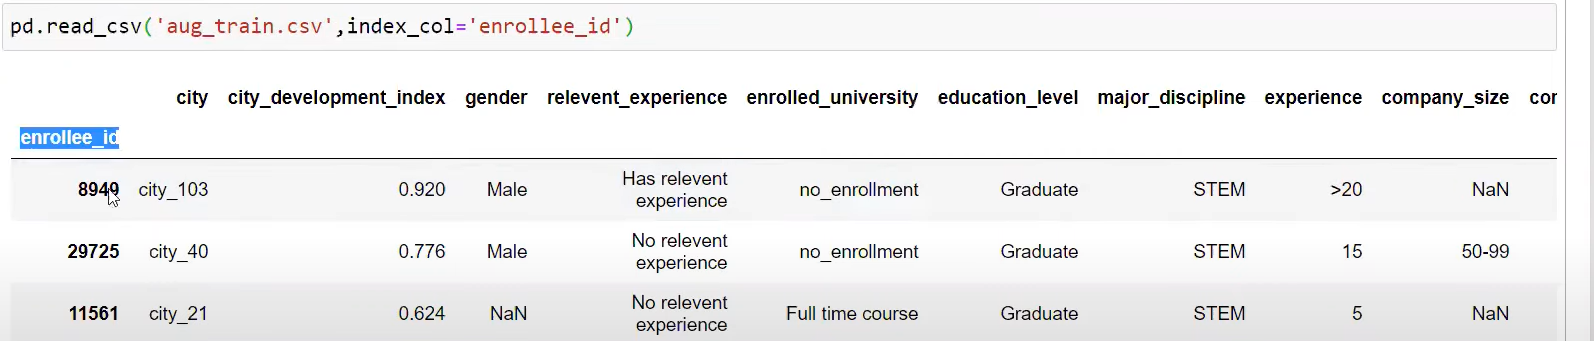 pd.read_csv('aug_train.csv',index_col='enrollee_id')
city city_development_index gender relevent_experience enrolled_university education_level major_discipline experience company_size
enrollee_id
8949 city_103 0.920 Male Has relevent experience no_enrollment Graduate STEM >20 NaN
29725 city_40 0.776 Male No relevent experience no_enrollment Graduate STEM 15 50-99
11561 city_21 0.624 NaN No relevent experience Full time course Graduate STEM 5 NaN